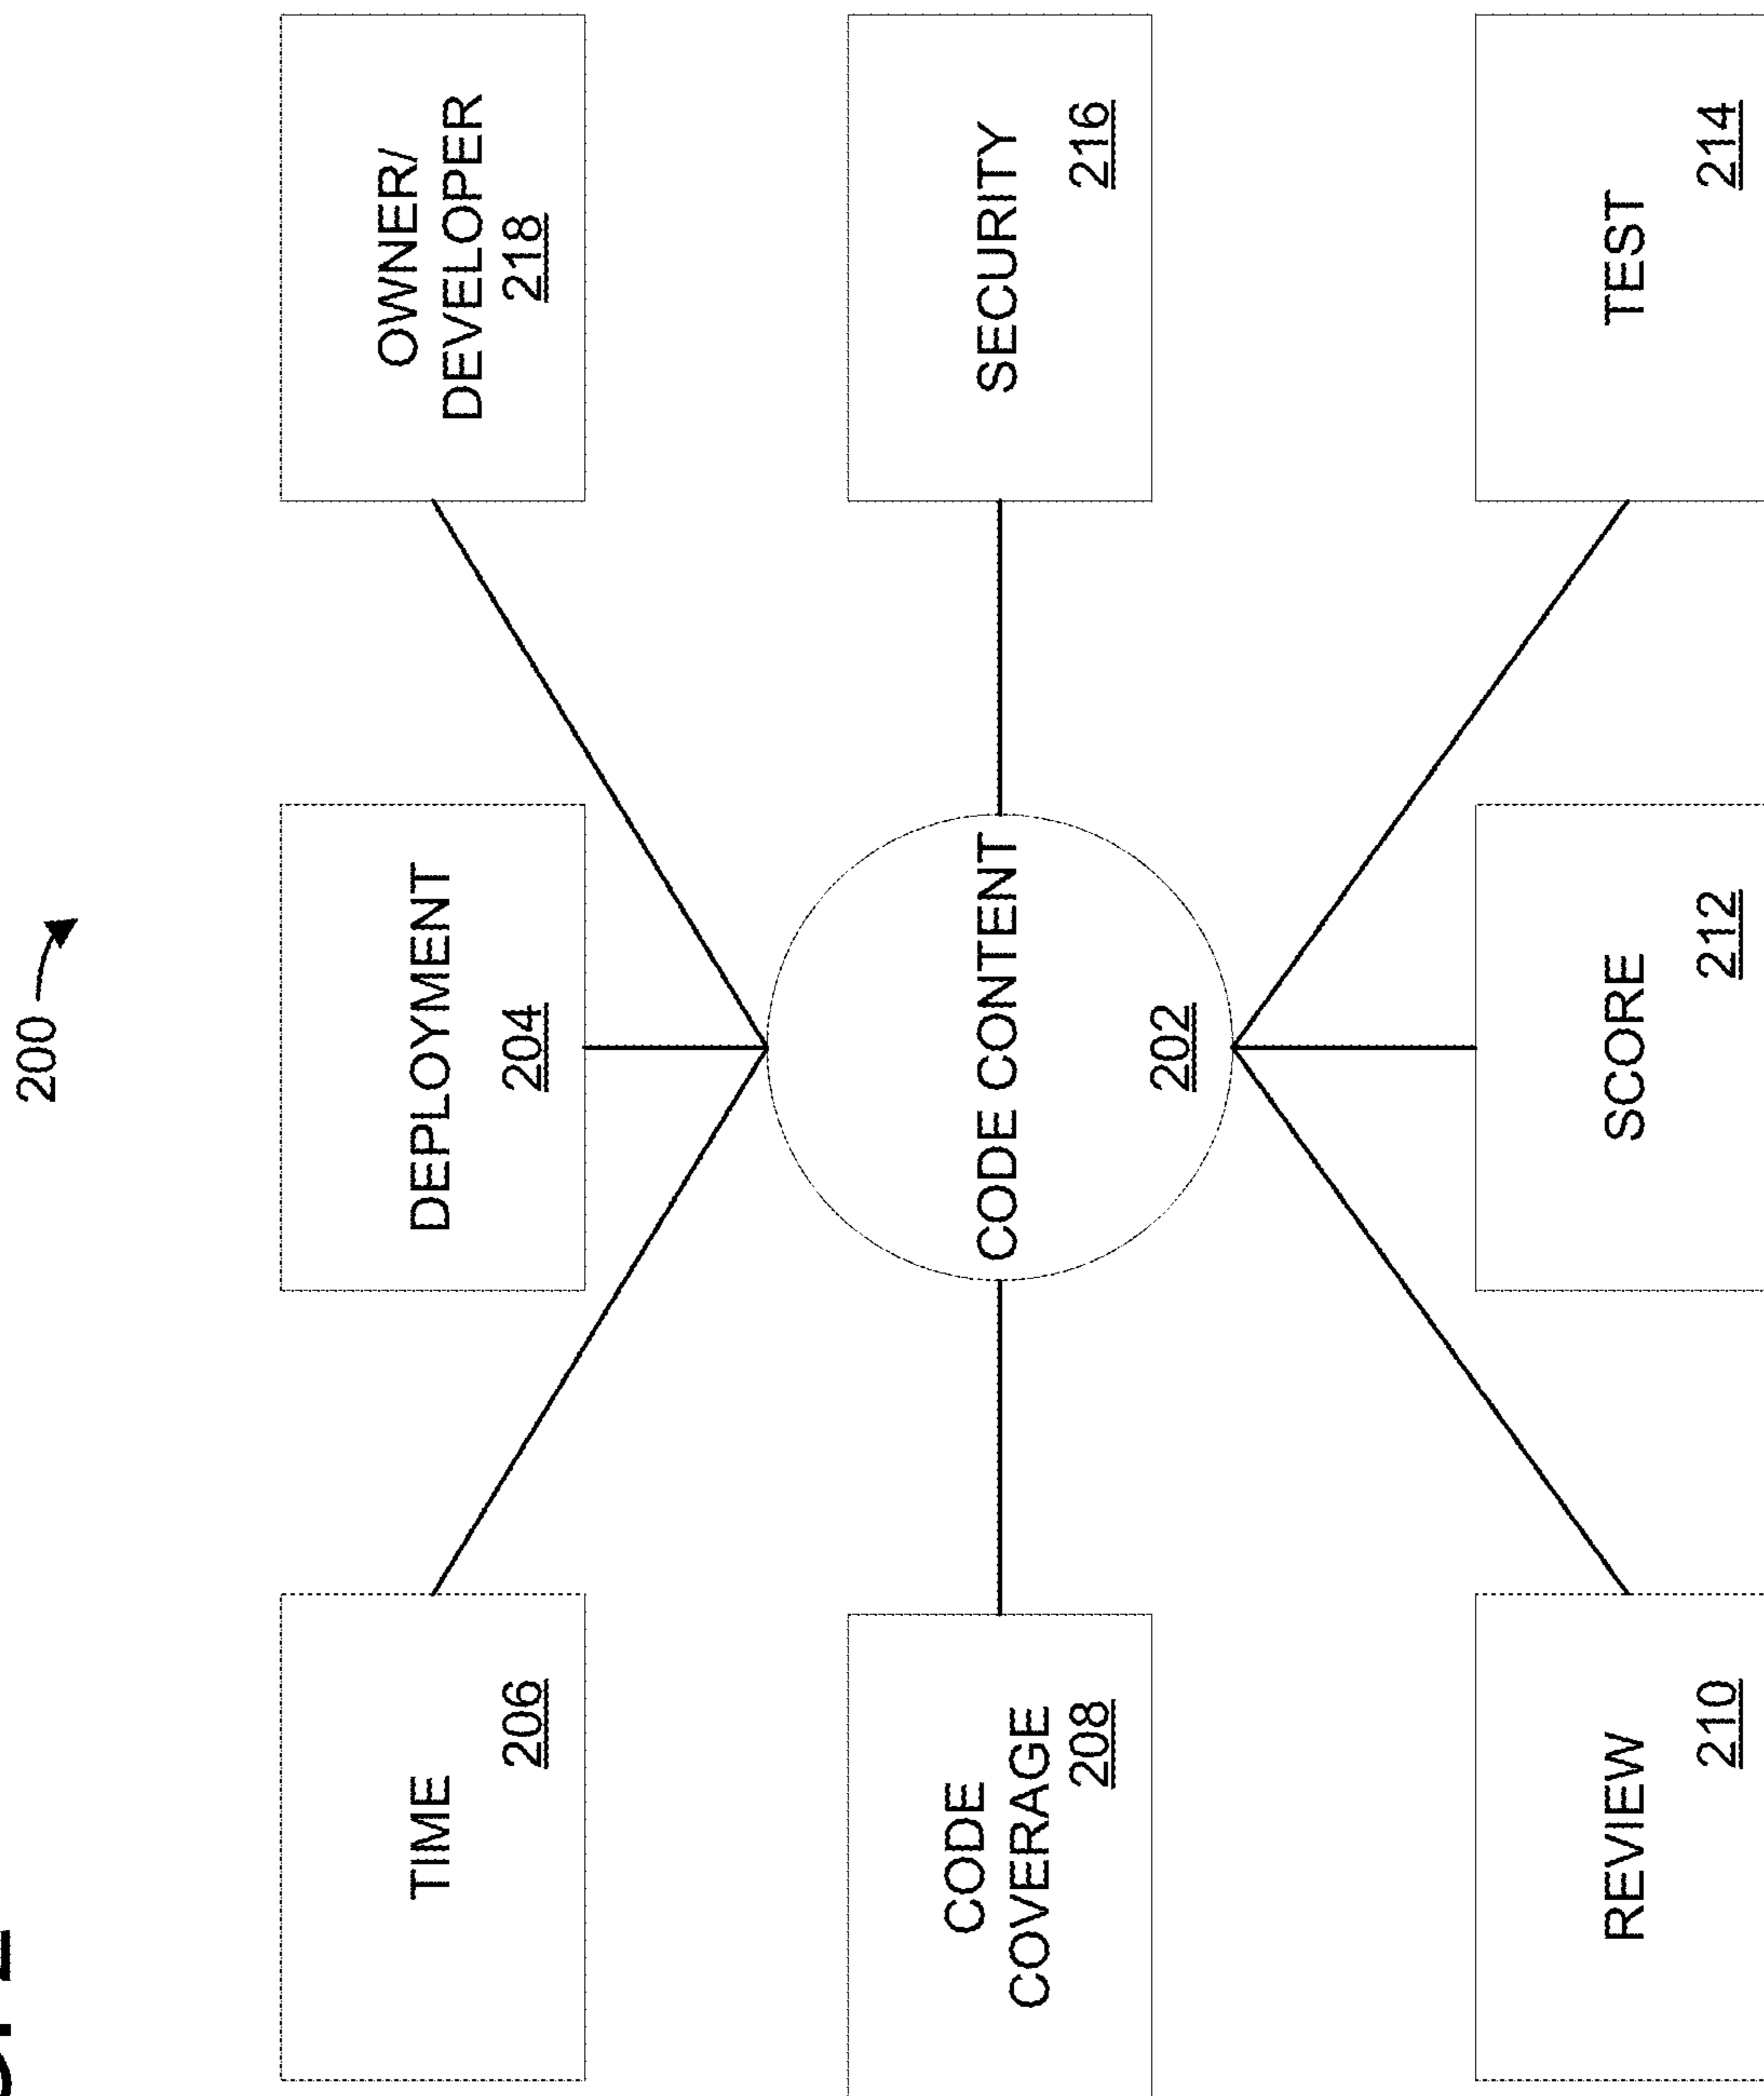 200
TIME
206
DEPLOYMENT
204
OWNER/
DEVELOPER
218
CODE
COVERAGE
208
CODE CONTENT
202
SECURITY
216
REVIEW
210
SCORE
212
TEST
214